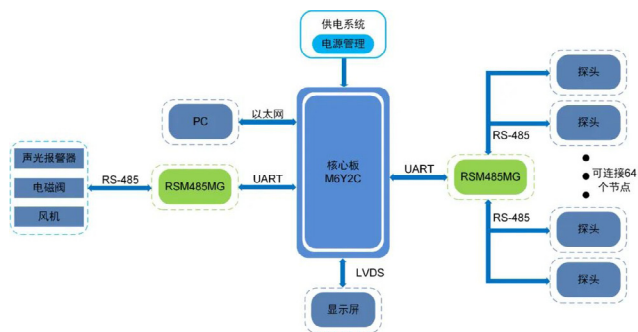 供电系统
电源管理
PC
以太网
核心板
M6Y2C
声光报警器
电磁阀
风机
RS-485
RSM485MG
UART
UART
RSM485MG
LVDS
显示屏
探头
探头
RS-485
可连接64
个节点
RS-485
探头
探头